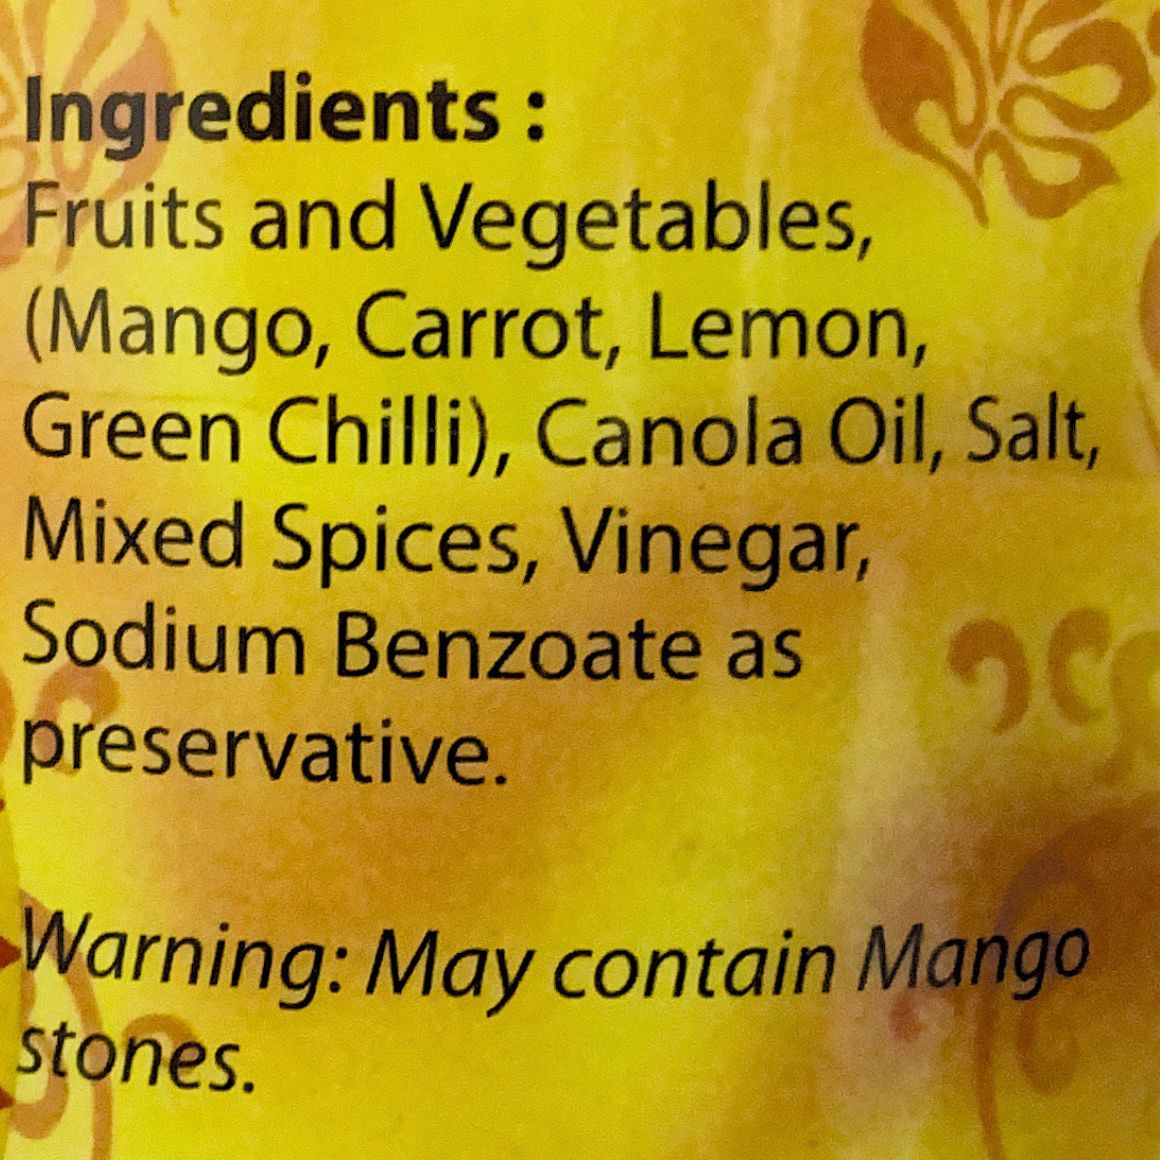 Ingredients :
Fruits and Vegetables,
(Mango, Carrot, Lemon,
Green Chilli), Canola Oil, Salt,
Mixed Spices, Vinegar,
Sodium Benzoate as
preservative.
Warning: May contain Mango
stones.